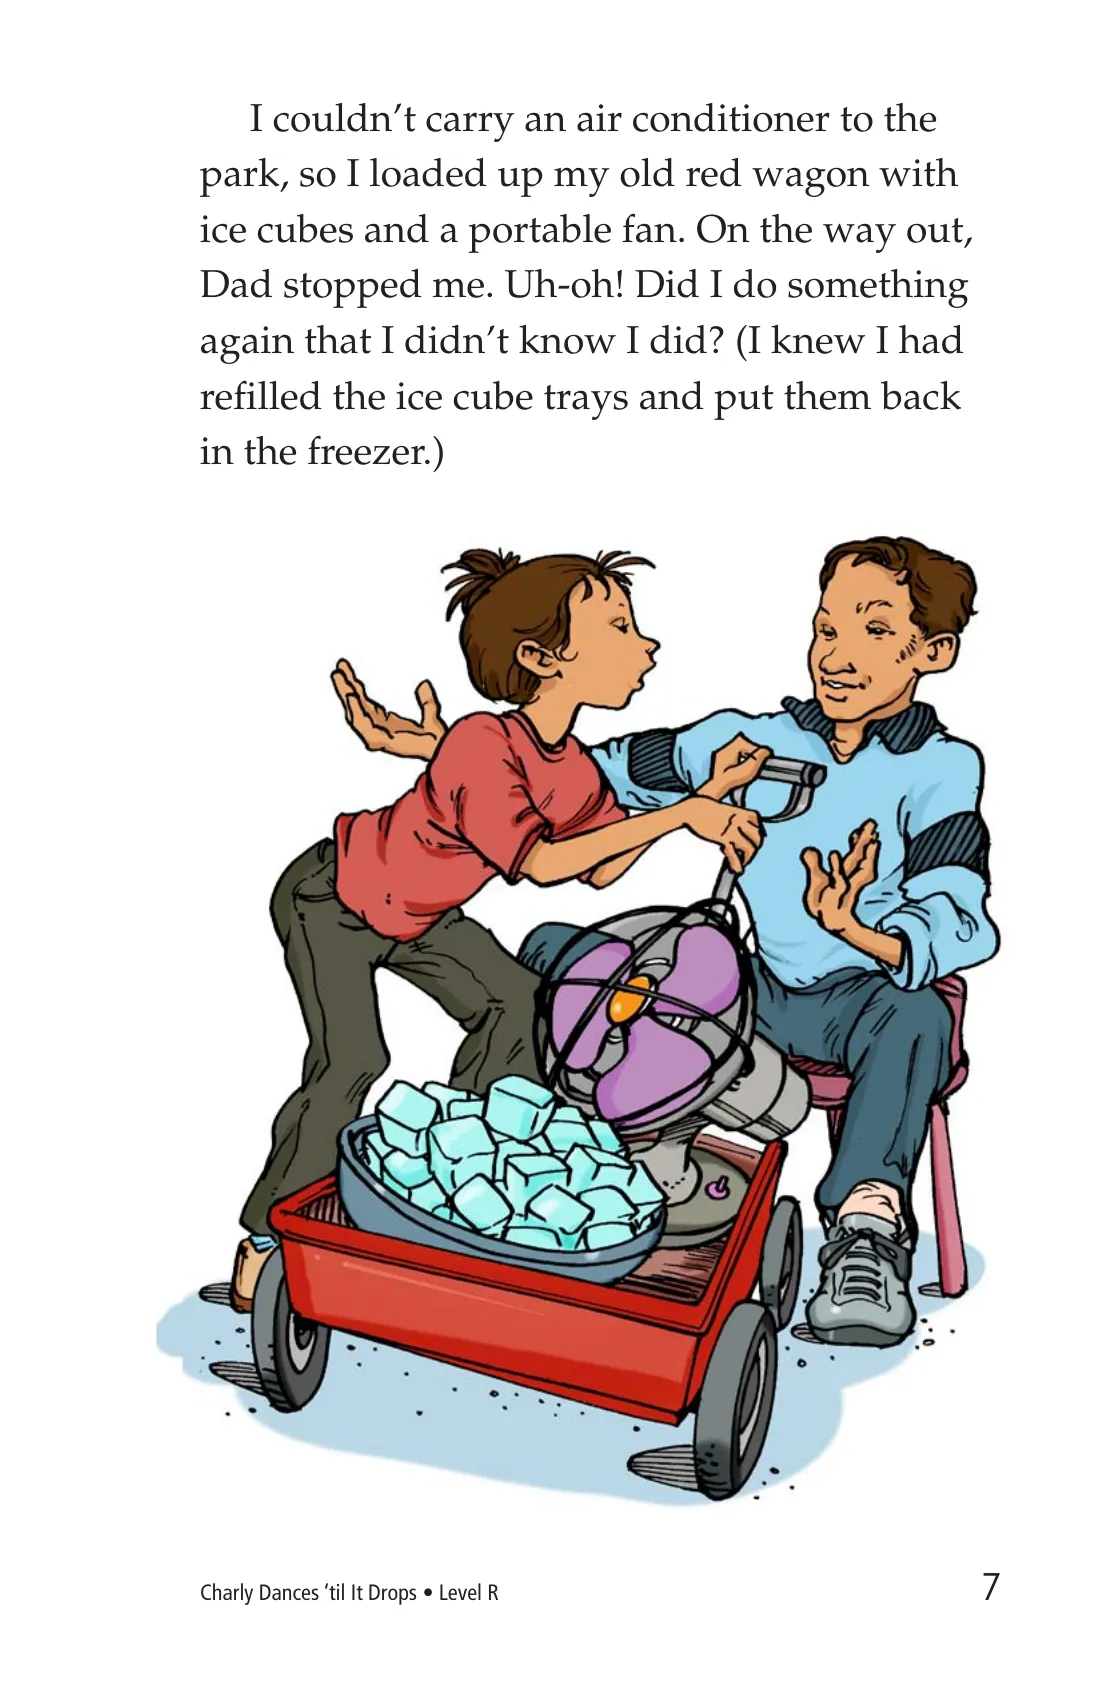 I couldn’t carry an air conditioner to the
park, so I loaded up my old red wagon with
ice cubes and a portable fan. On the way out,
Dad stopped me. Uh-oh! Did I do something
again that I didn’t know I did? (I knew I had
refilled the ice cube trays and put them back
in the freezer.)
Charly Dances ‘til It Drops • Level R
7